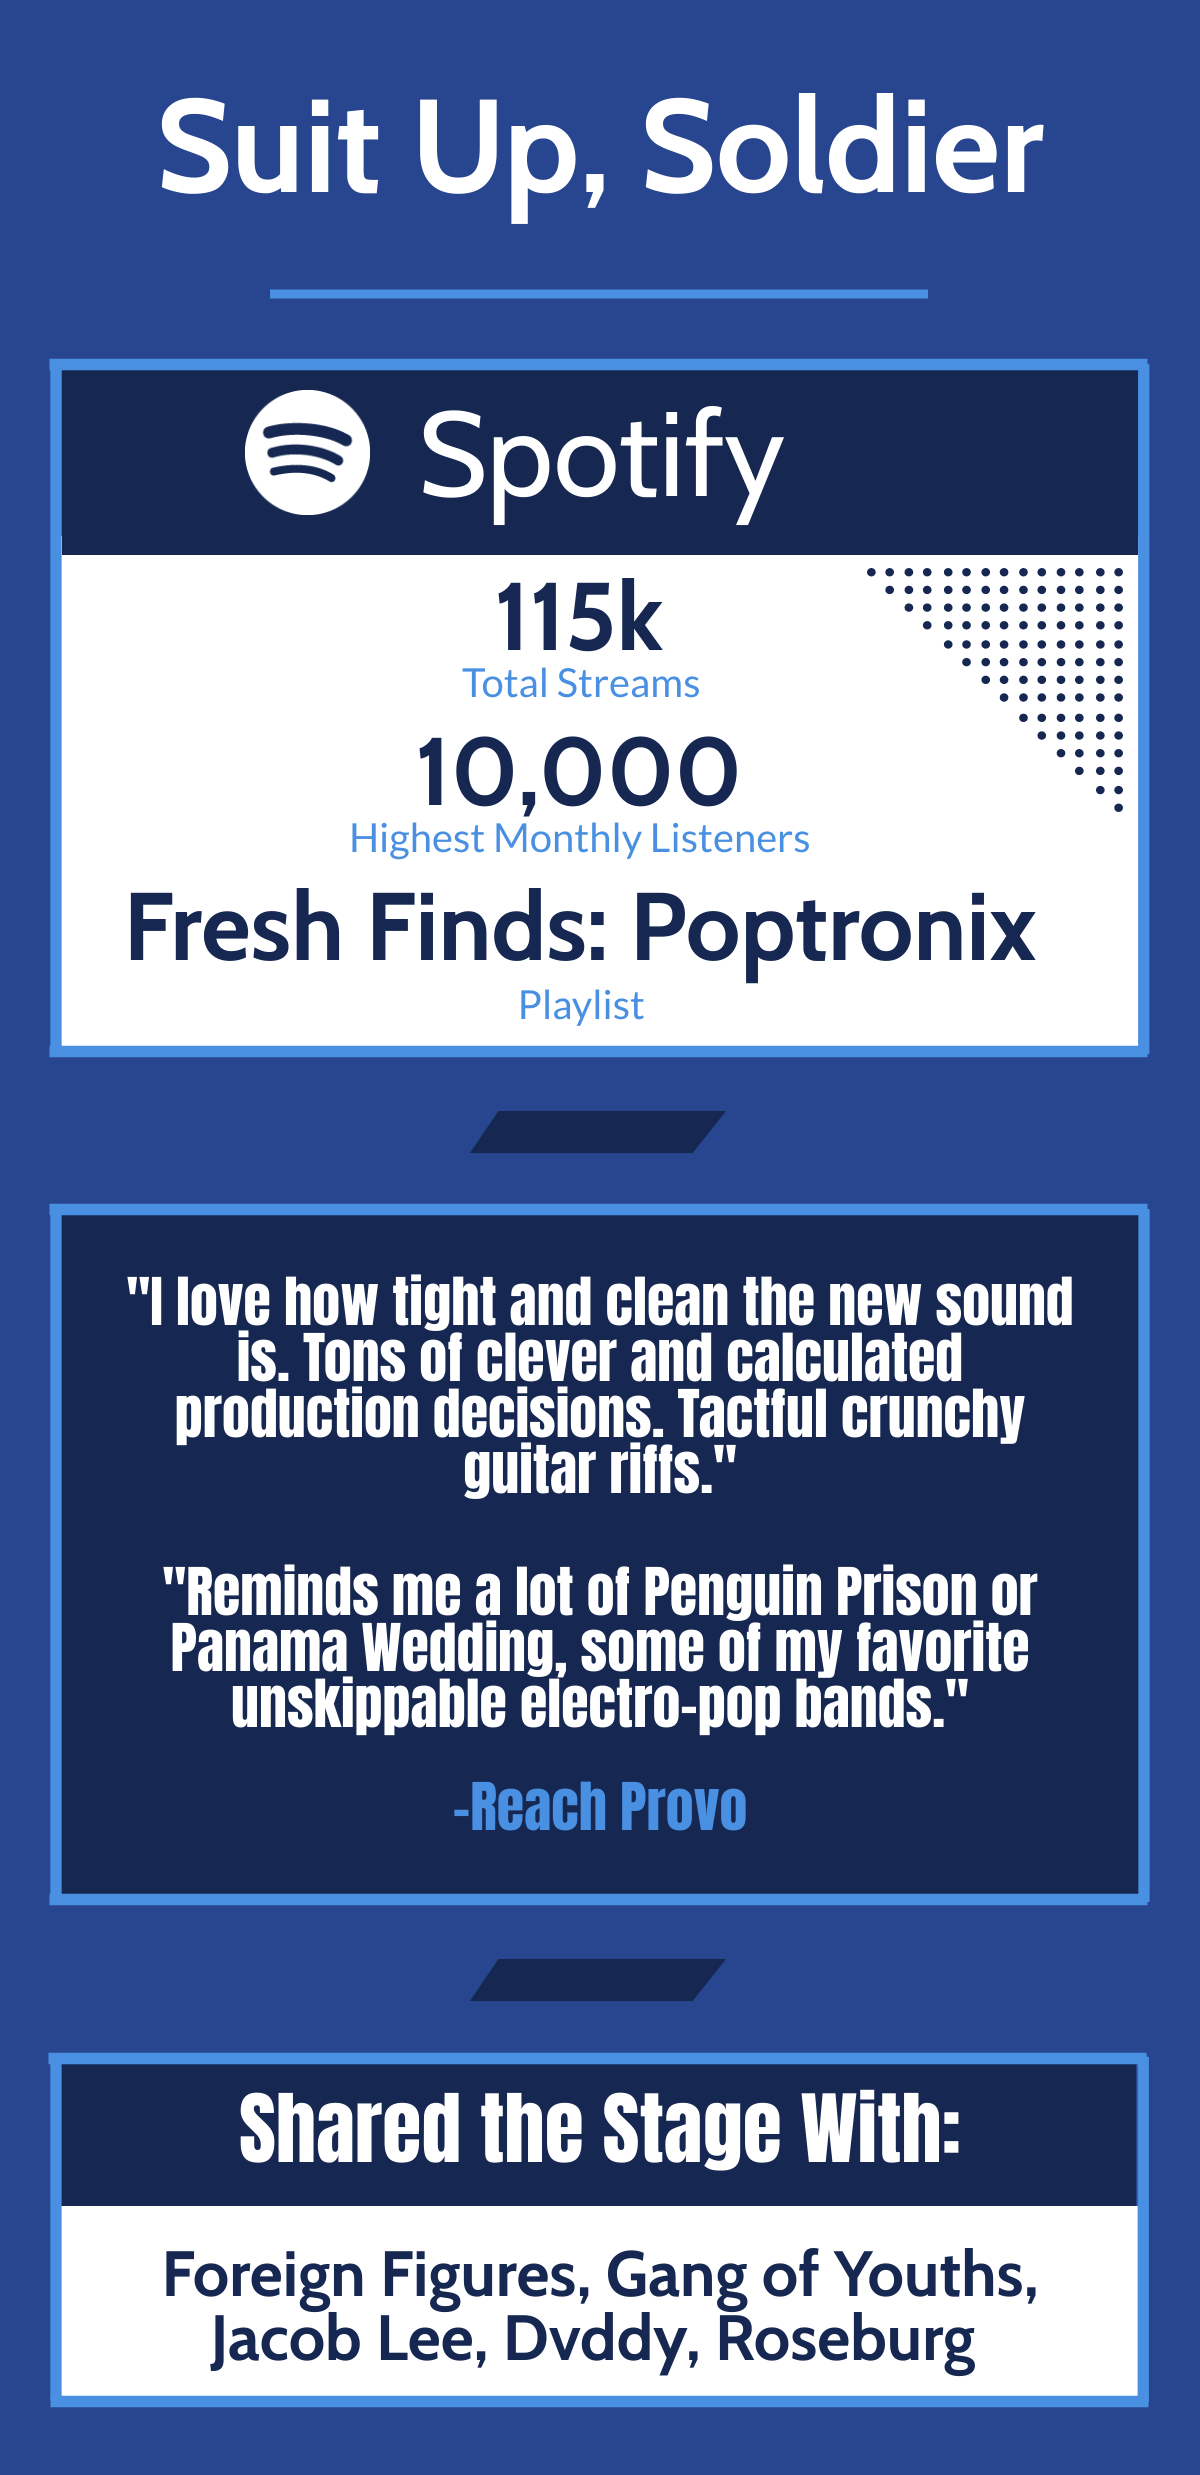 Suit Up, Soldier
Spotify
115k
Total Streams
10,000
Highest Monthly Listeners
Fresh Finds: Poptronix
Playlist
"I love how tight and clean the new sound
is. Tons of clever and calculated
production decisions. Tactful crunchy
guitar riffs."
"Reminds me a lot of Penguin Prison or
Panama Wedding, some of my favorite
unskippable electro-pop bands."
-Reach Provo
Shared the Stage With:
Foreign Figures, Gang of Youths,
Jacob Lee, Dvddy, Roseburg